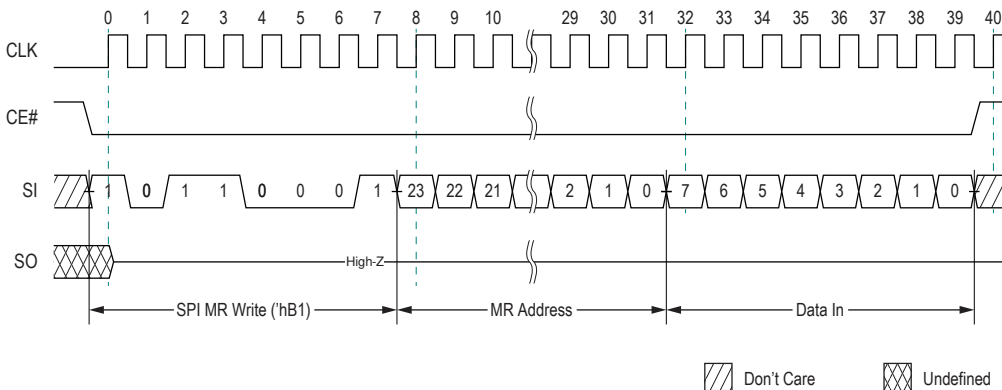 0 1 2 3 4 5 6 7 8 9 10 29 30 31 32 33 34 35 36 37 38 39 40
CLK
CE#
SI 1 0 1 1 0 0 0 1 23 22 21 2 1 0 7 6 5 4 3 2 1 0
SO High-Z
SPI MR Write ('hB1) MR Address Data In
Don't Care Undefined